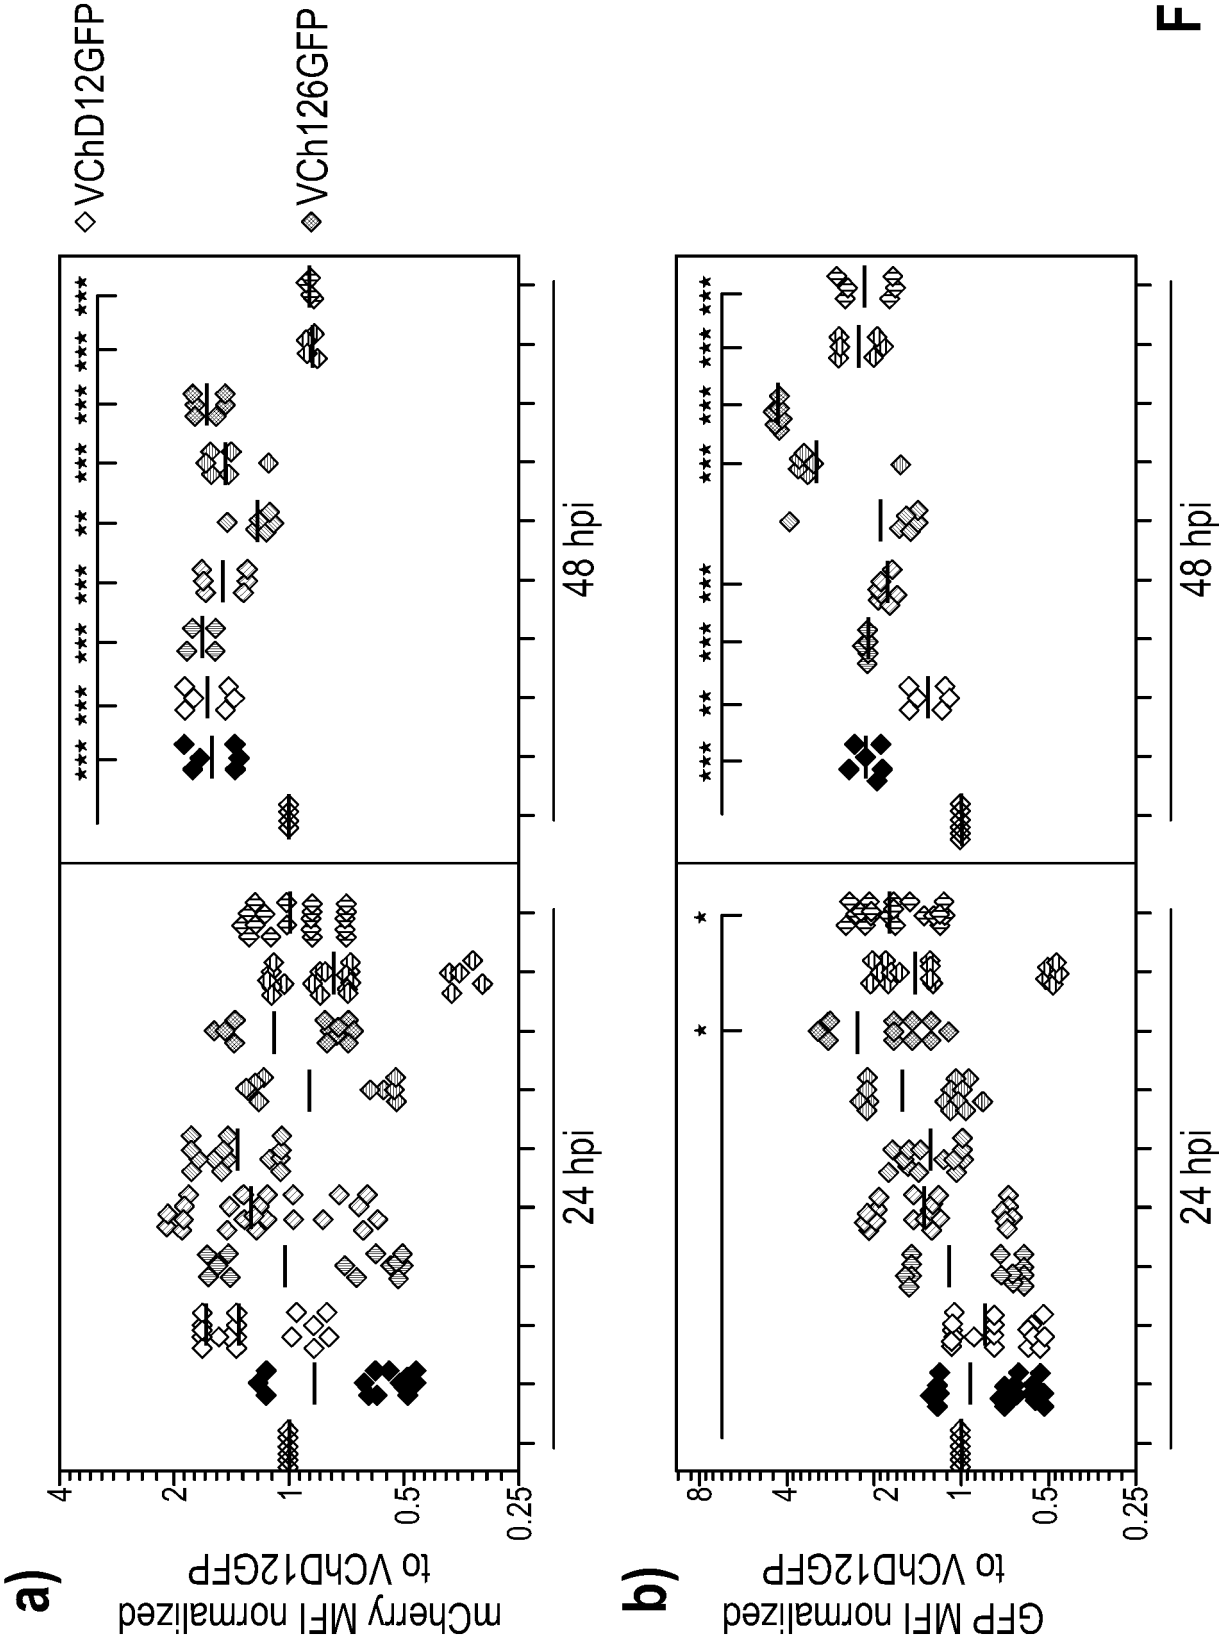 a)
mCherry MFI normalized
to VChD12GFP
4
2
1
0.5
0.25
24 hpi
48 hpi
*** *** *** *** ** *** *** *** ***
VChD12GFP
VCh126GFP
b)
GFP MFI normalized
to VChD12GFP
8
4
2
1
0.5
0.25
24 hpi
48 hpi
* *
*** ** *** *** *** *** *** ***
F